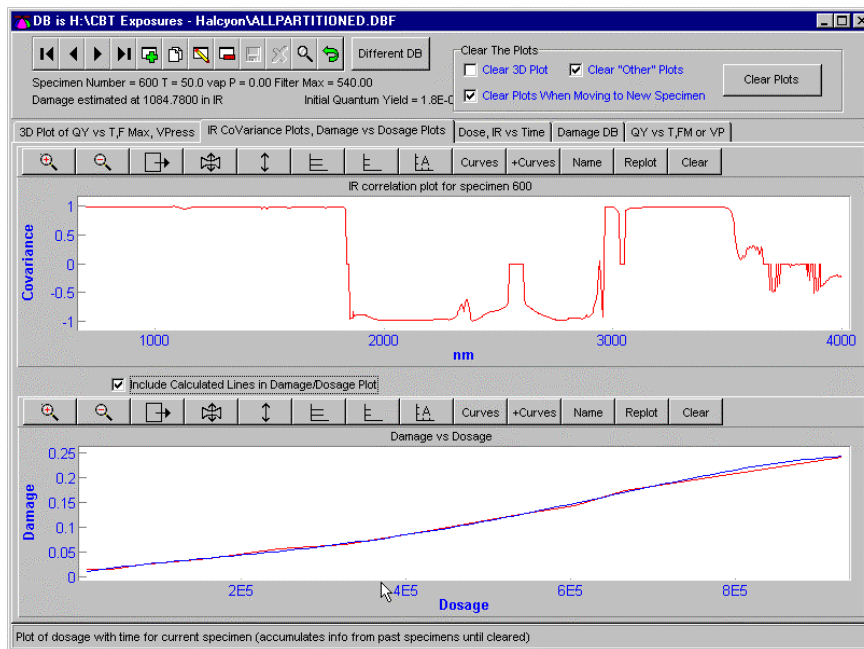 DB is H:\CBT Exposures - Halcyon\ALLPARTITIONED.DBF
Different DB
Clear The Plots
Clear 3D Plot
Clear "Other" Plots
Clear Plots When Moving to New Specimen
Clear Plots
Specimen Number = 600 T = 50.0 vap P = 0.00 Filter Max = 540.00
Damage estimated at 1084.7800 in IR Initial Quantum Yield = 1.8E-0
3D Plot of QY vs T,F Max, VPress IR CoVariance Plots, Damage vs Dosage Plots Dose, IR vs Time Damage DB QY vs T,FM or VP
Curves +Curves Name Replot Clear
IR correlation plot for specimen 600
Covariance
1
0.5
0
-0.5
-1
1000 2000 3000 4000
nm
Include Calculated Lines in Damage/Dosage Plot
Curves +Curves Name Replot Clear
Damage vs Dosage
Damage
0.25
0.2
0.15
0.1
0.05
0
2E5 4E5 6E5 8E5
Dosage
Plot of dosage with time for current specimen (accumulates info from past specimens until cleared)